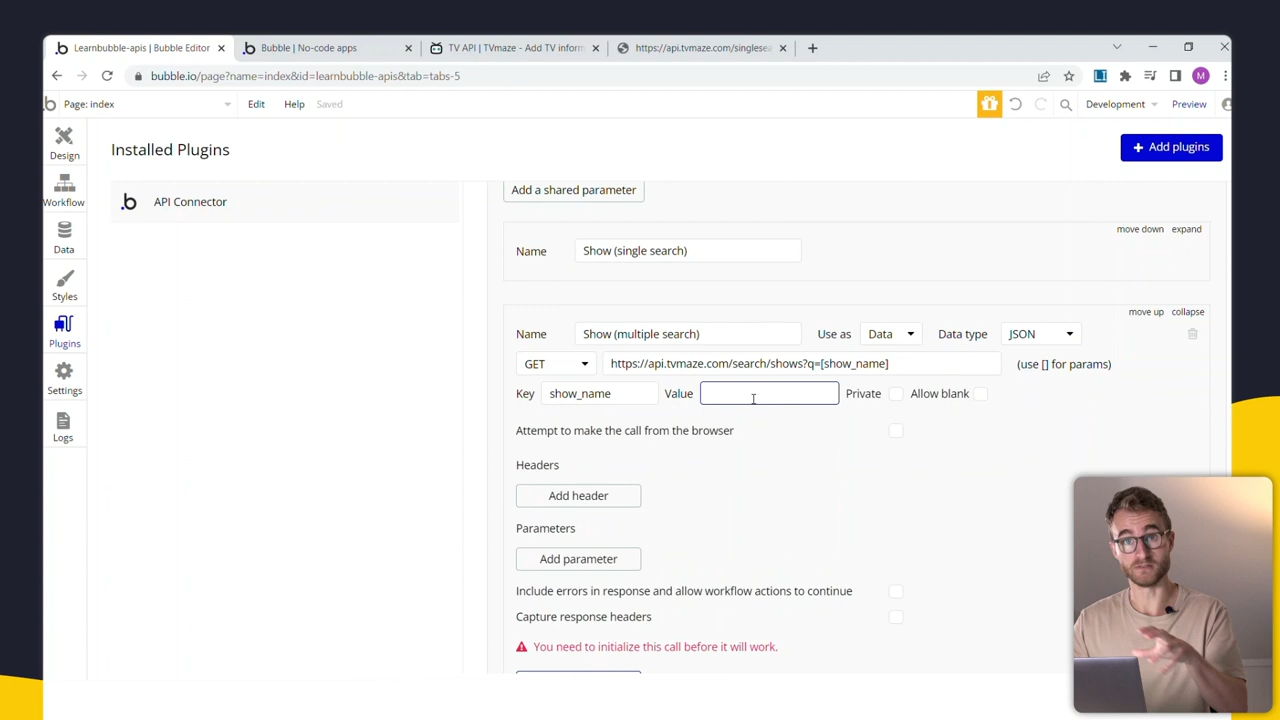 Learnbubble-apis | Bubble Editor
Bubble | No-code apps
TV API | TVmaze - Add TV inform
https://api.tvmaze.com/singlesea
bubble.io/page?name=index&id=learnbubble-apis&tab=tabs-5
M
Page: index
Edit
Help
Saved
Development
Preview
Design
Workflow
Data
Styles
Plugins
Settings
Logs
Installed Plugins
Add plugins
API Connector
Add a shared parameter
move down expand
Name Show (single search)
move up collapse
Name Show (multiple search) Use as Data Data type JSON
GET https://api.tvmaze.com/search/shows?q=[show_name] (use [] for params)
Key show_name Value Private Allow blank
Attempt to make the call from the browser
Headers
Add header
Parameters
Add parameter
Include errors in response and allow workflow actions to continue
Capture response headers
You need to initialize this call before it will work.